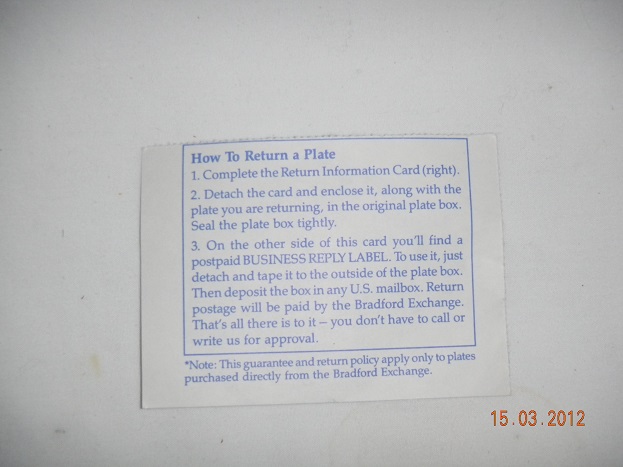 How To Return a Plate
1. Complete the Return Information Card (right).
2. Detach the card and enclose it, along with the
plate you are returning, in the original plate box.
Seal the plate box tightly.
3. On the other side of this card you'll find a
postpaid BUSINESS REPLY LABEL. To use it, just
detach and tape it to the outside of the plate box.
Then deposit the box in any U.S. mailbox. Return
postage will be paid by the Bradford Exchange.
That's all there is to it – you don't have to call or
write us for approval.
*Note: This guarantee and return policy apply only to plates
purchased directly from the Bradford Exchange.
15.03.2012